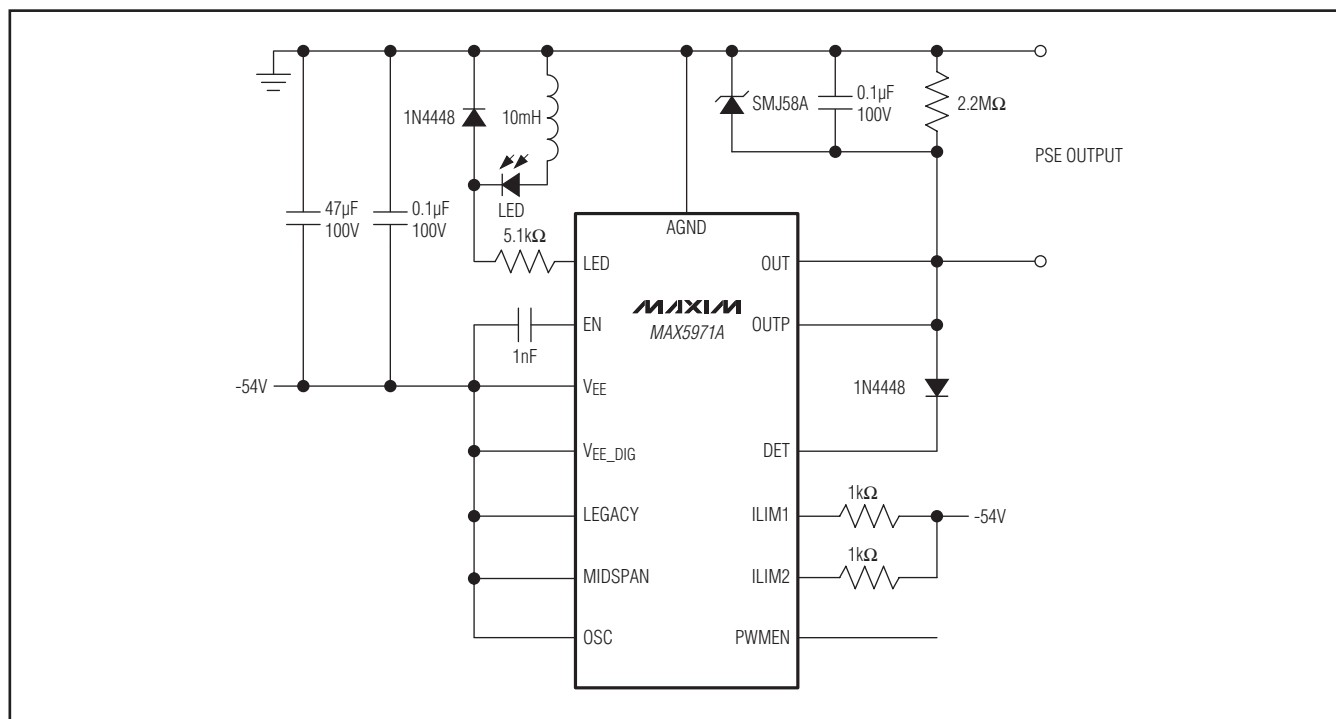 1N4448
10mH
SMJ58A
0.1µF
100V
2.2MΩ
PSE OUTPUT
47µF
100V
0.1µF
100V
LED
5.1kΩ
AGND
LED
OUT
MAXIM
MAX5971A
EN
OUTP
1nF
-54V
VEE
1N4448
VEE_DIG
DET
LEGACY
1kΩ
ILIM1
-54V
1kΩ
MIDSPAN
ILIM2
OSC
PWMEN